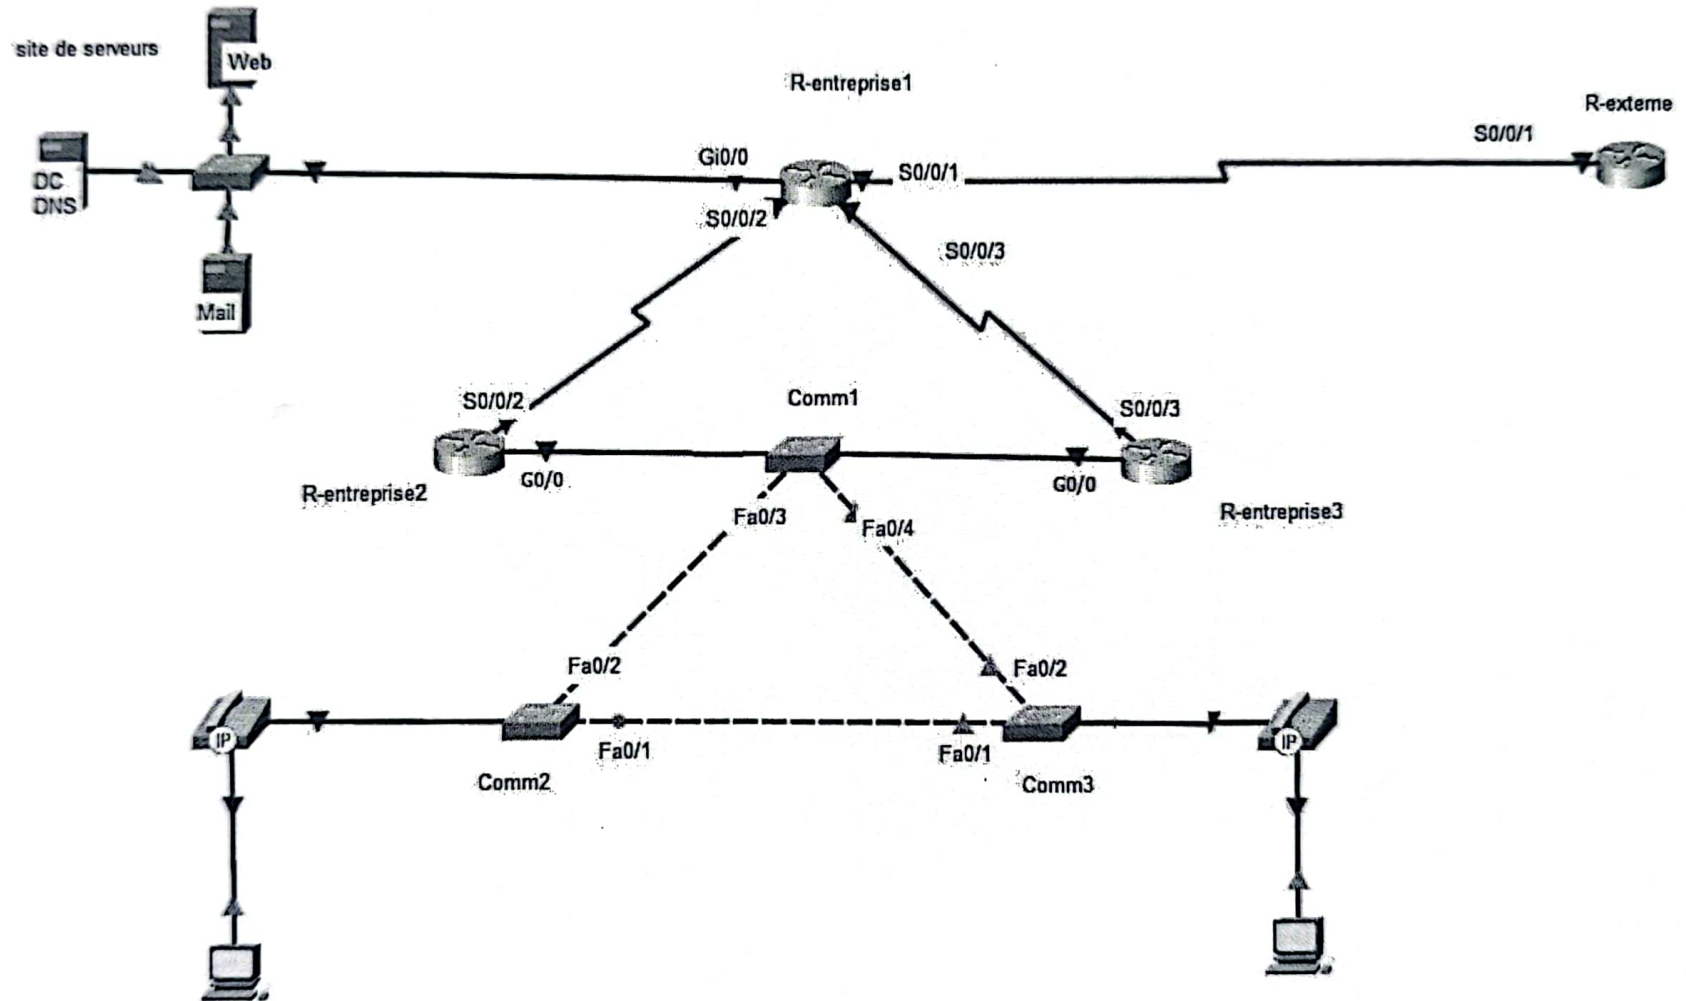 site de serveurs
Web
R-entreprise1
R-externe
S0/0/1
Gi0/0
S0/0/1
DC
DNS
S0/0/2
S0/0/3
Mail
S0/0/2
Comm1
S0/0/3
G0/0
G0/0
R-entreprise2
R-entreprise3
Fa0/3
Fa0/4
Fa0/2
Fa0/2
IP
IP
Fa0/1
Fa0/1
Comm2
Comm3